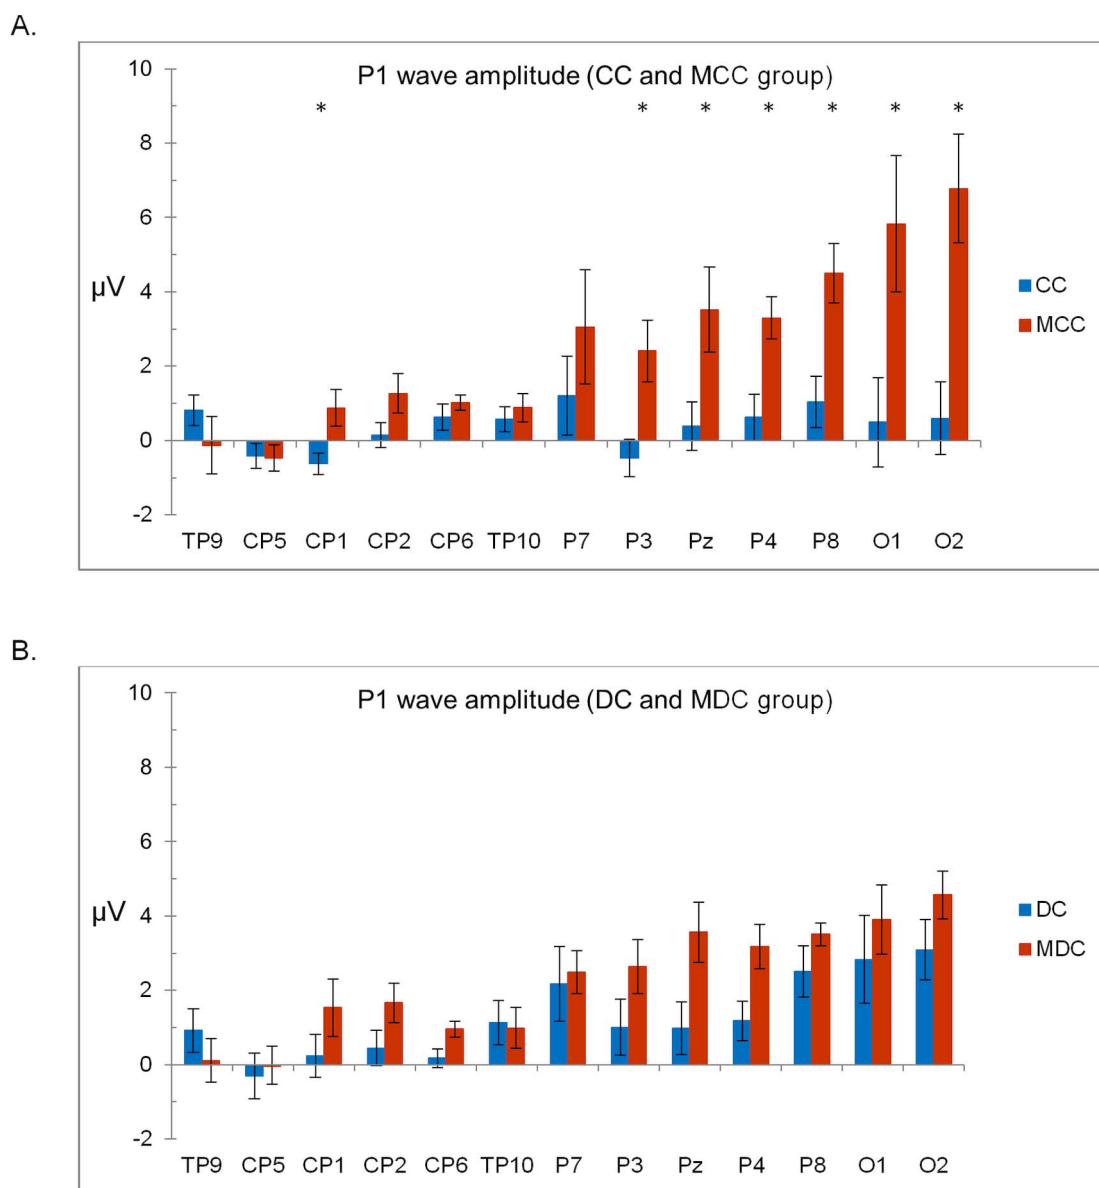 A.
P1 wave amplitude (CC and MCC group)
10
* * * * * * *
8
6
µV
4
CC
MCC
2
0
-2
TP9 CP5 CP1 CP2 CP6 TP10 P7 P3 Pz P4 P8 O1 O2
B.
10
P1 wave amplitude (DC and MDC group)
8
6
µV
4
DC
MDC
2
0
-2
TP9 CP5 CP1 CP2 CP6 TP10 P7 P3 Pz P4 P8 O1 O2